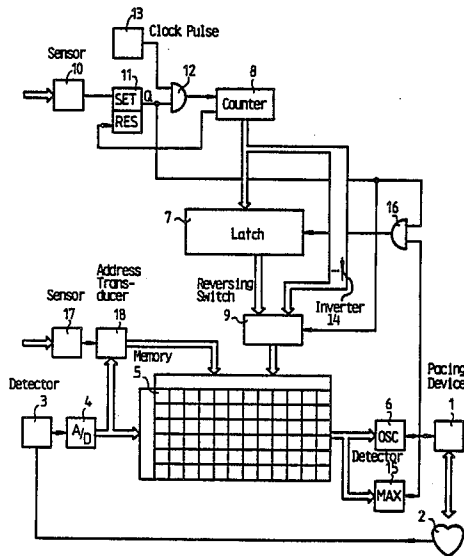 13
Clock Pulse
Sensor
10
11
12
8
SET
Q
Counter
RES
16
7
Latch
Reversing
Switch
Address
Trans-
ducer
Inverter
14
Sensor
17
18
9
Memory
Pacing
Device
Detector
3
4
5
6
1
A/D
OSC
Detector
15
MAX
2